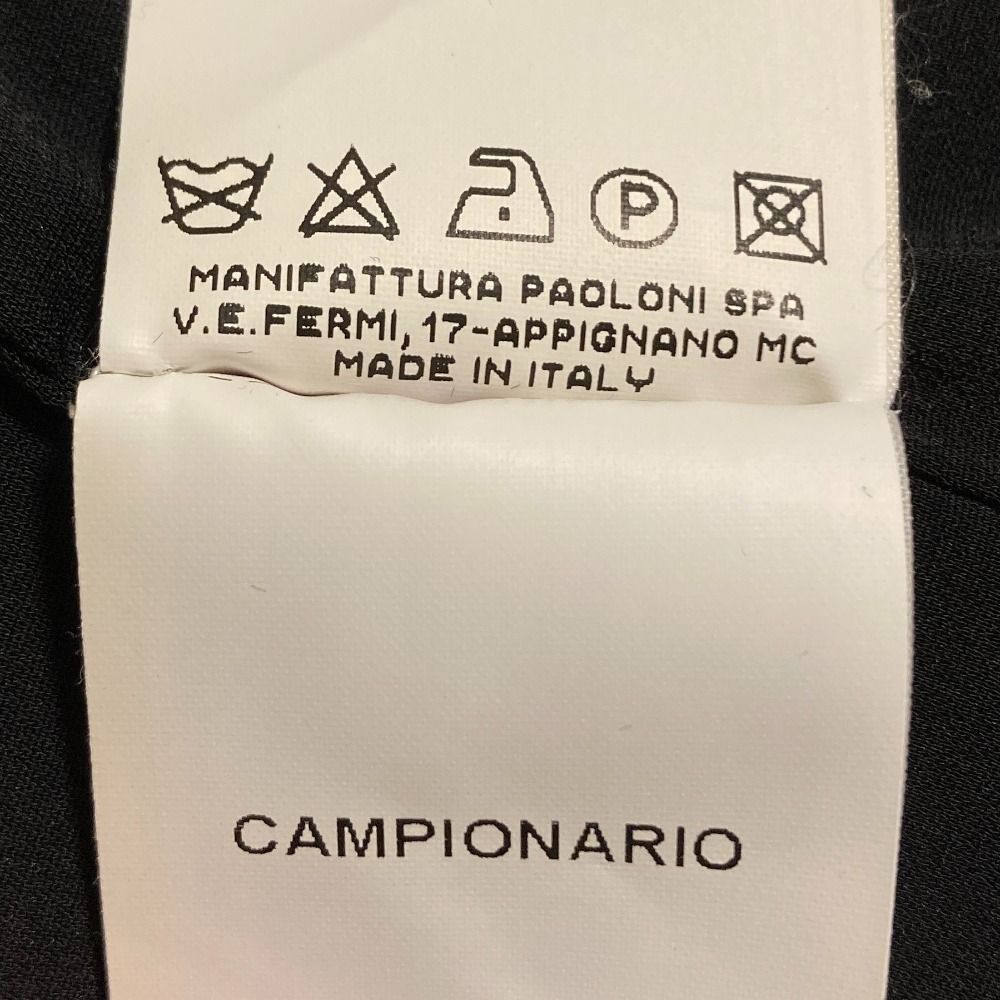 P
MANIFATTURA PAOLONI SPA
V.E.FERMI, 17-APPIGNANO MC
MADE IN ITALY
CAMPIONARIO